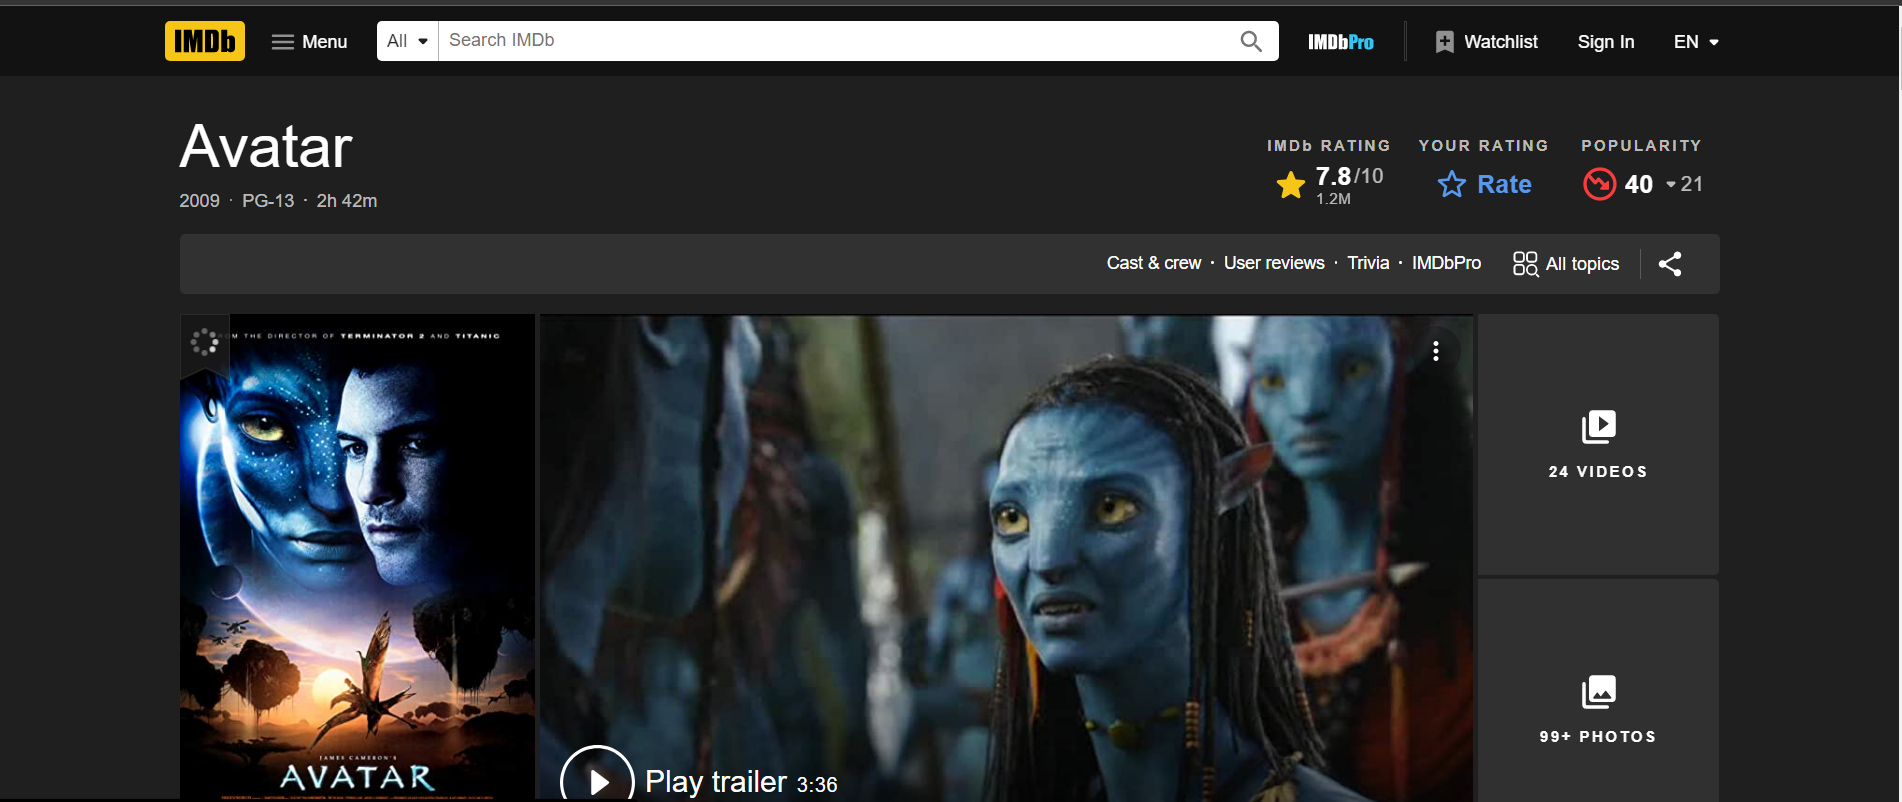 IMDb Menu All Search IMDb IMDbPro Watchlist Sign In EN
Avatar
2009 · PG-13 · 2h 42m
IMDb RATING YOUR RATING POPULARITY
7.8/10 Rate 40 21
1.2M
Cast & crew · User reviews · Trivia · IMDbPro All topics
THE DIRECTOR OF TERMINATOR 2 AND TITANIC
24 VIDEOS
99+ PHOTOS
JAMES CAMERON'S
AVATAR
Play trailer 3:36